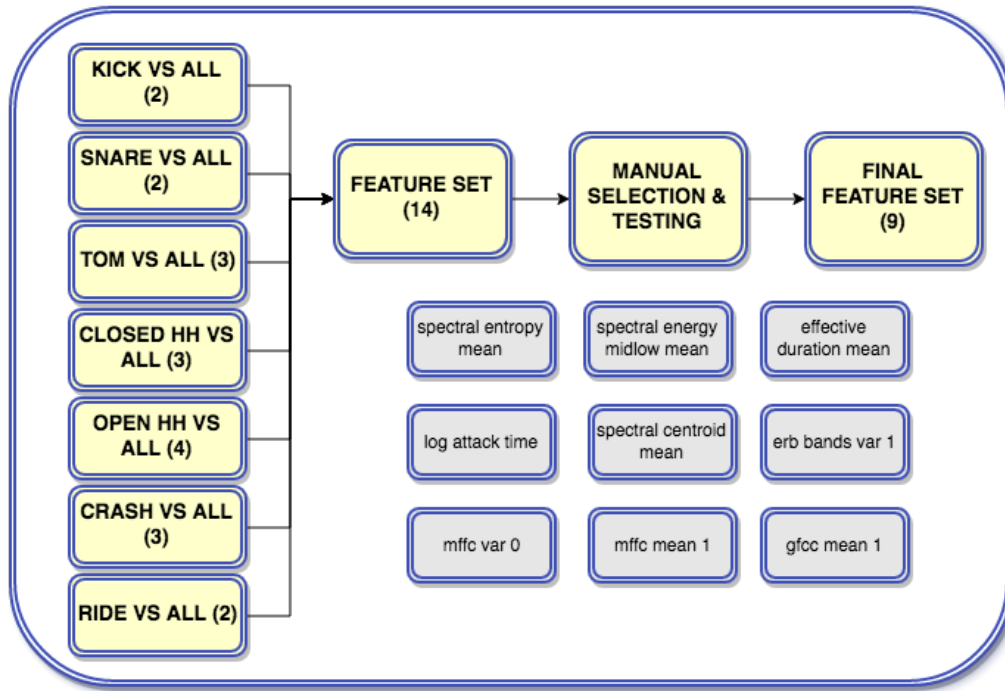 KICK VS ALL
(2)
SNARE VS ALL
(2)
TOM VS ALL (3)
CLOSED HH VS
ALL (3)
OPEN HH VS
ALL (4)
CRASH VS ALL
(3)
RIDE VS ALL (2)
FEATURE SET
(14)
MANUAL
SELECTION &
TESTING
FINAL
FEATURE SET
(9)
spectral entropy
mean
spectral energy
midlow mean
effective
duration mean
log attack time
spectral centroid
mean
erb bands var 1
mffc var 0
mffc mean 1
gfcc mean 1